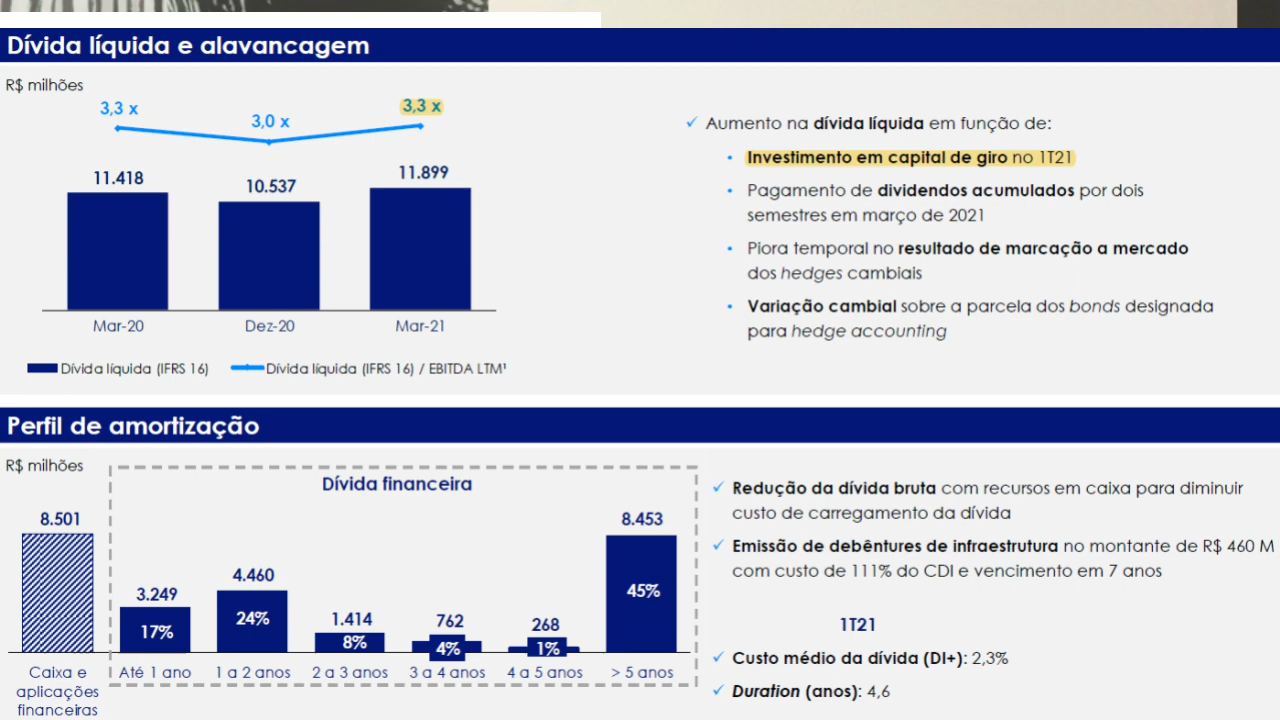 Dívida líquida e alavancagem
R$ milhões
3,3 x
3,0 x
3,3 x
11.418
10.537
11.899
Mar-20
Dez-20
Mar-21
Dívida líquida (IFRS 16)
Dívida líquida (IFRS 16) / EBITDA LTM¹
✓ Aumento na dívida líquida em função de:
• Investimento em capital de giro no 1T21
• Pagamento de dividendos acumulados por dois
semestres em março de 2021
• Piora temporal no resultado de marcação a mercado
dos hedges cambiais
• Variação cambial sobre a parcela dos bonds designada
para hedge accounting
Perfil de amortização
R$ milhões
Dívida financeira
8.501
3.249
4.460
1.414
762
268
8.453
17%
24%
8%
4%
1%
45%
Caixa e
aplicações
financeiras
Até 1 ano
1 a 2 anos
2 a 3 anos
3 a 4 anos
4 a 5 anos
> 5 anos
✓ Redução da dívida bruta com recursos em caixa para diminuir
custo de carregamento da dívida
✓ Emissão de debêntures de infraestrutura no montante de R$ 460 M
com custo de 111% do CDI e vencimento em 7 anos
1T21
✓ Custo médio da dívida (DI+): 2,3%
✓ Duration (anos): 4,6